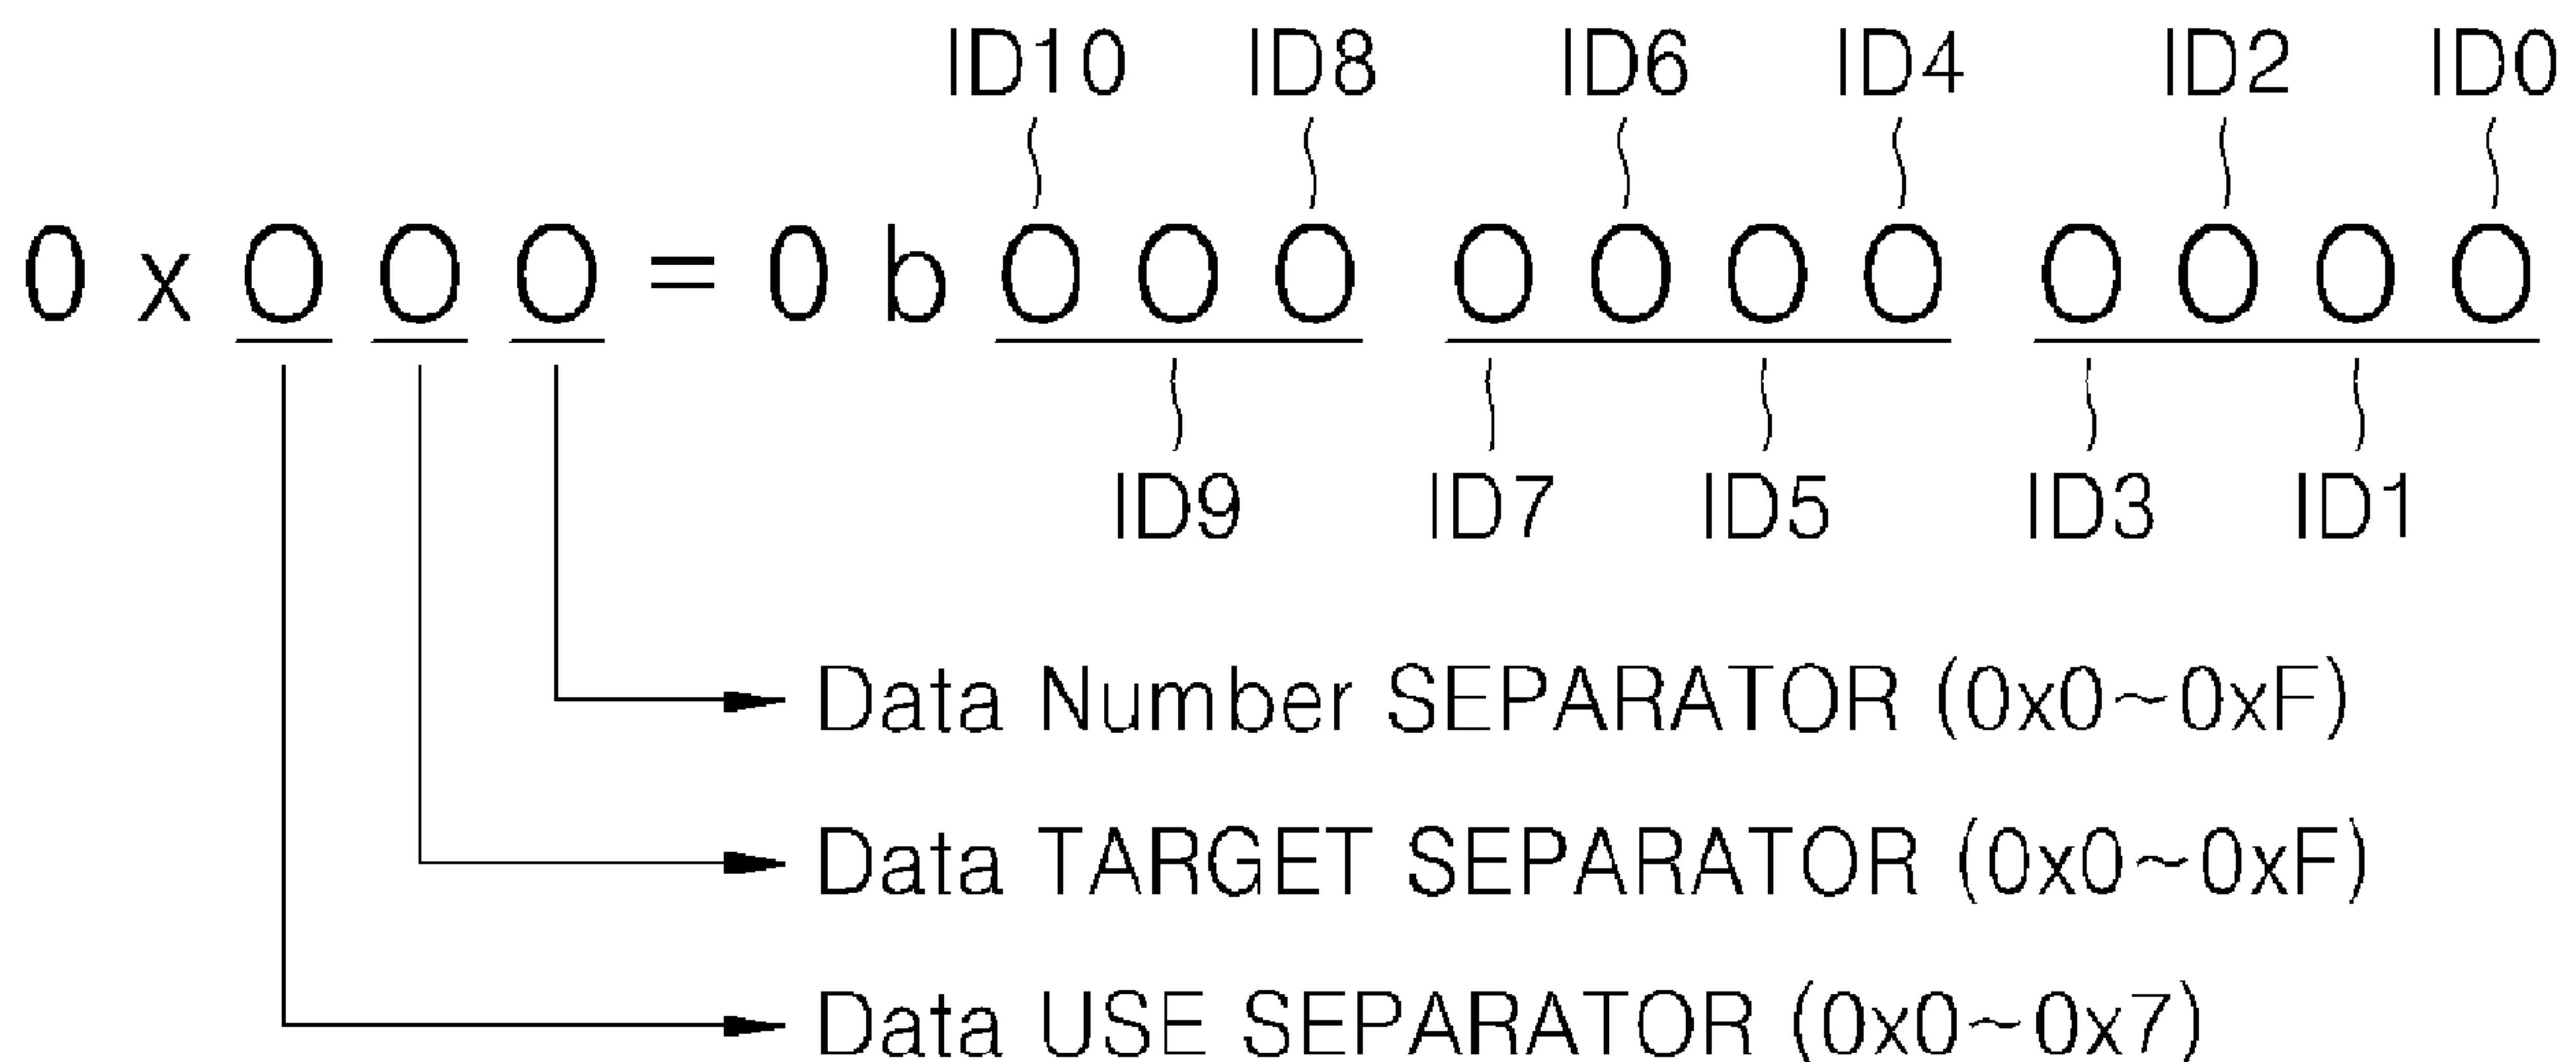 ID10 ID8 ID6 ID4 ID2 ID0
0 x O O O = 0 b O O O O O O O O O O O
ID9 ID7 ID5 ID3 ID1
Data Number SEPARATOR (0x0~0xF)
Data TARGET SEPARATOR (0x0~0xF)
Data USE SEPARATOR (0x0~0x7)